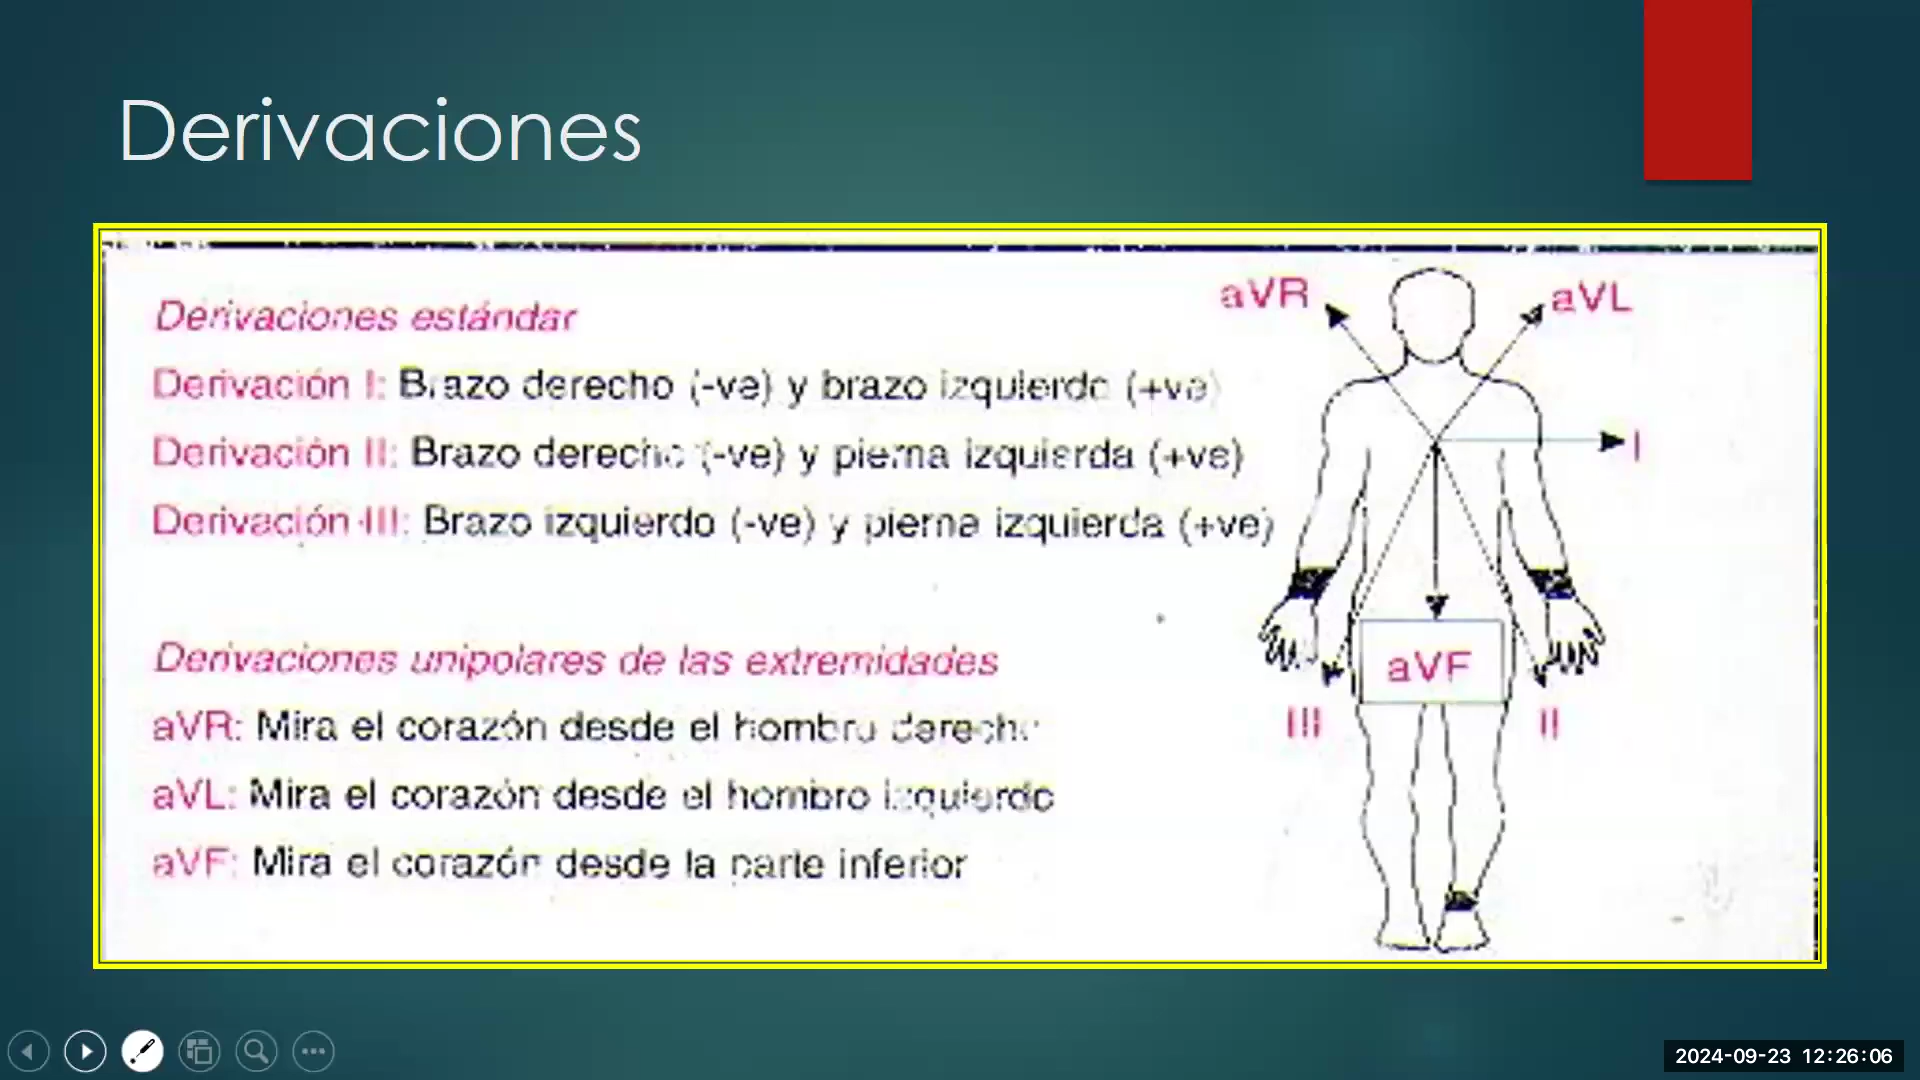 Derivaciones
Derivaciones estándar
Derivación I: Brazo derecho (-ve) y brazo izquierdo (+ve)
Derivación II: Brazo derecho (-ve) y pierna izquierda (+ve)
Derivación III: Brazo izquierdo (-ve) y pierna izquierda (+ve)
Derivaciones unipolares de las extremidades
aVR: Mira el corazón desde el hombro derecho
aVL: Mira el corazón desde el hombro izquierdo
aVF: Mira el corazón desde la parte inferior
aVR
aVL
I
aVF
III
II
2024-09-23 12:26:06